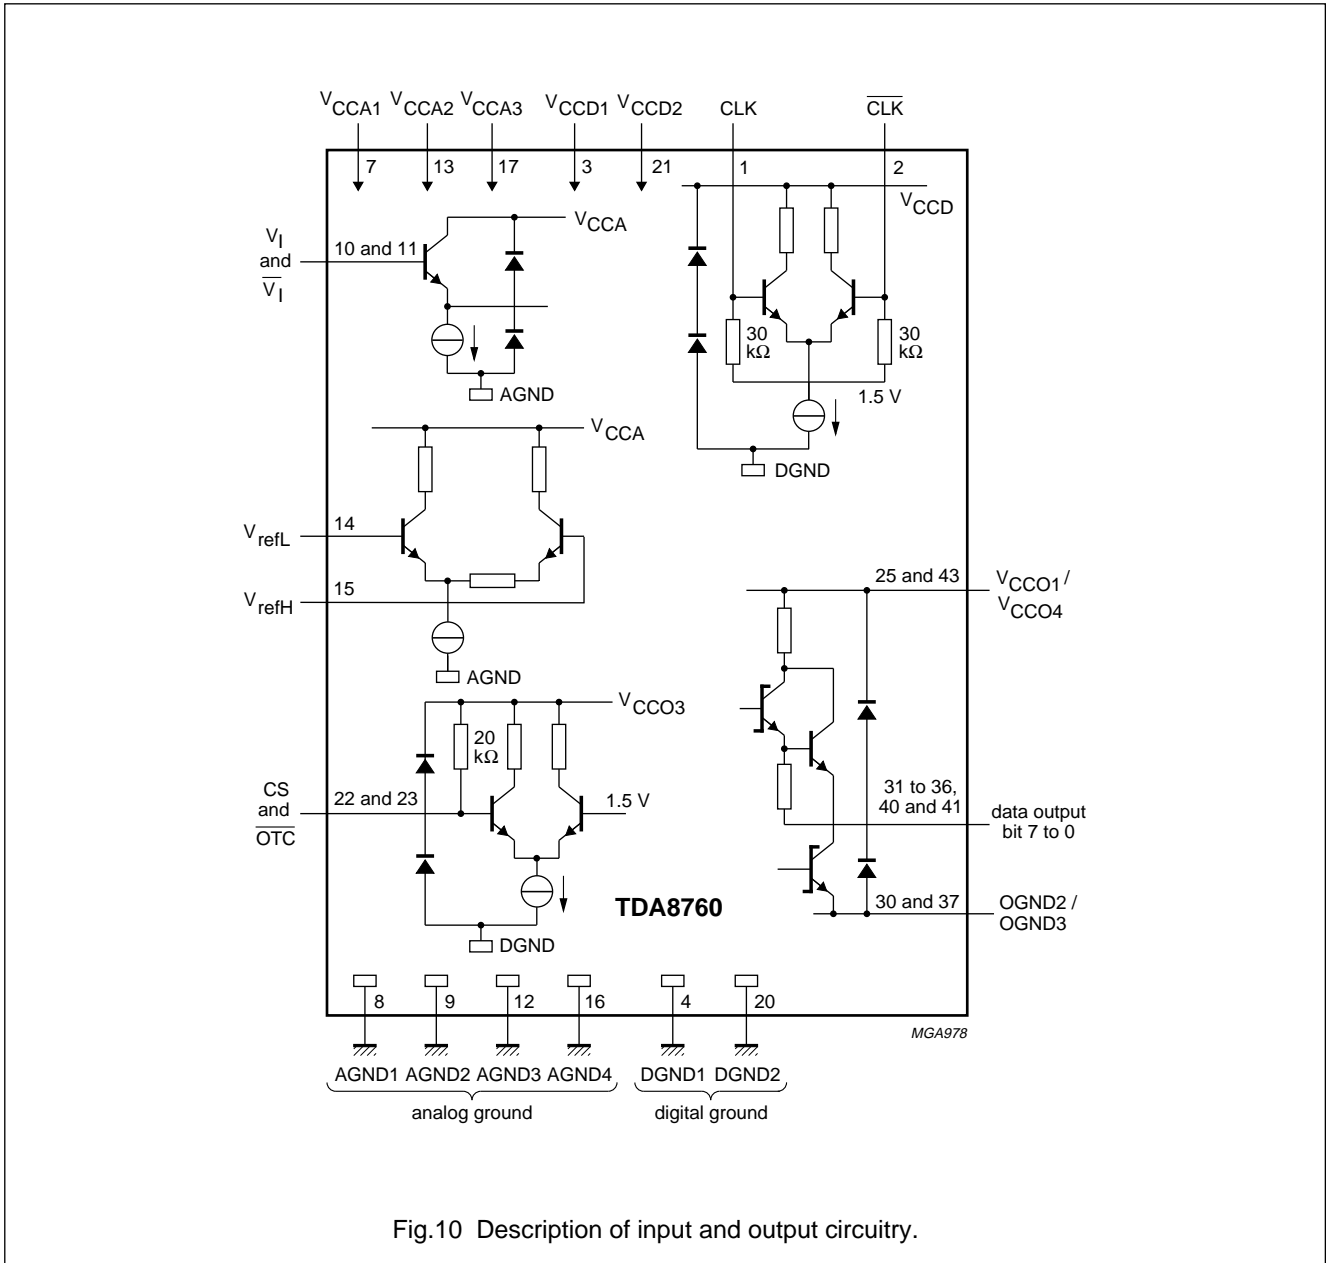 VCCA1 VCCA2 VCCA3 VCCD1 VCCD2 CLK C̅L̅K̅
7 13 17 3 21 1 2
VCCD
VCCA
VI and V̅I
10 and 11
AGND
30 kΩ
30 kΩ
1.5 V
DGND
VCCA
VrefL
14
VrefH
15
AGND
25 and 43
VCCO1 / VCCO4
31 to 36,
40 and 41
data output
bit 7 to 0
30 and 37
OGND2 /
OGND3
VCCO3
20 kΩ
CS and O̅T̅C̅
22 and 23
1.5 V
DGND
TDA8760
8 9 12 16 4 20
MGA978
AGND1 AGND2 AGND3 AGND4 DGND1 DGND2
analog ground digital ground
Fig.10 Description of input and output circuitry.